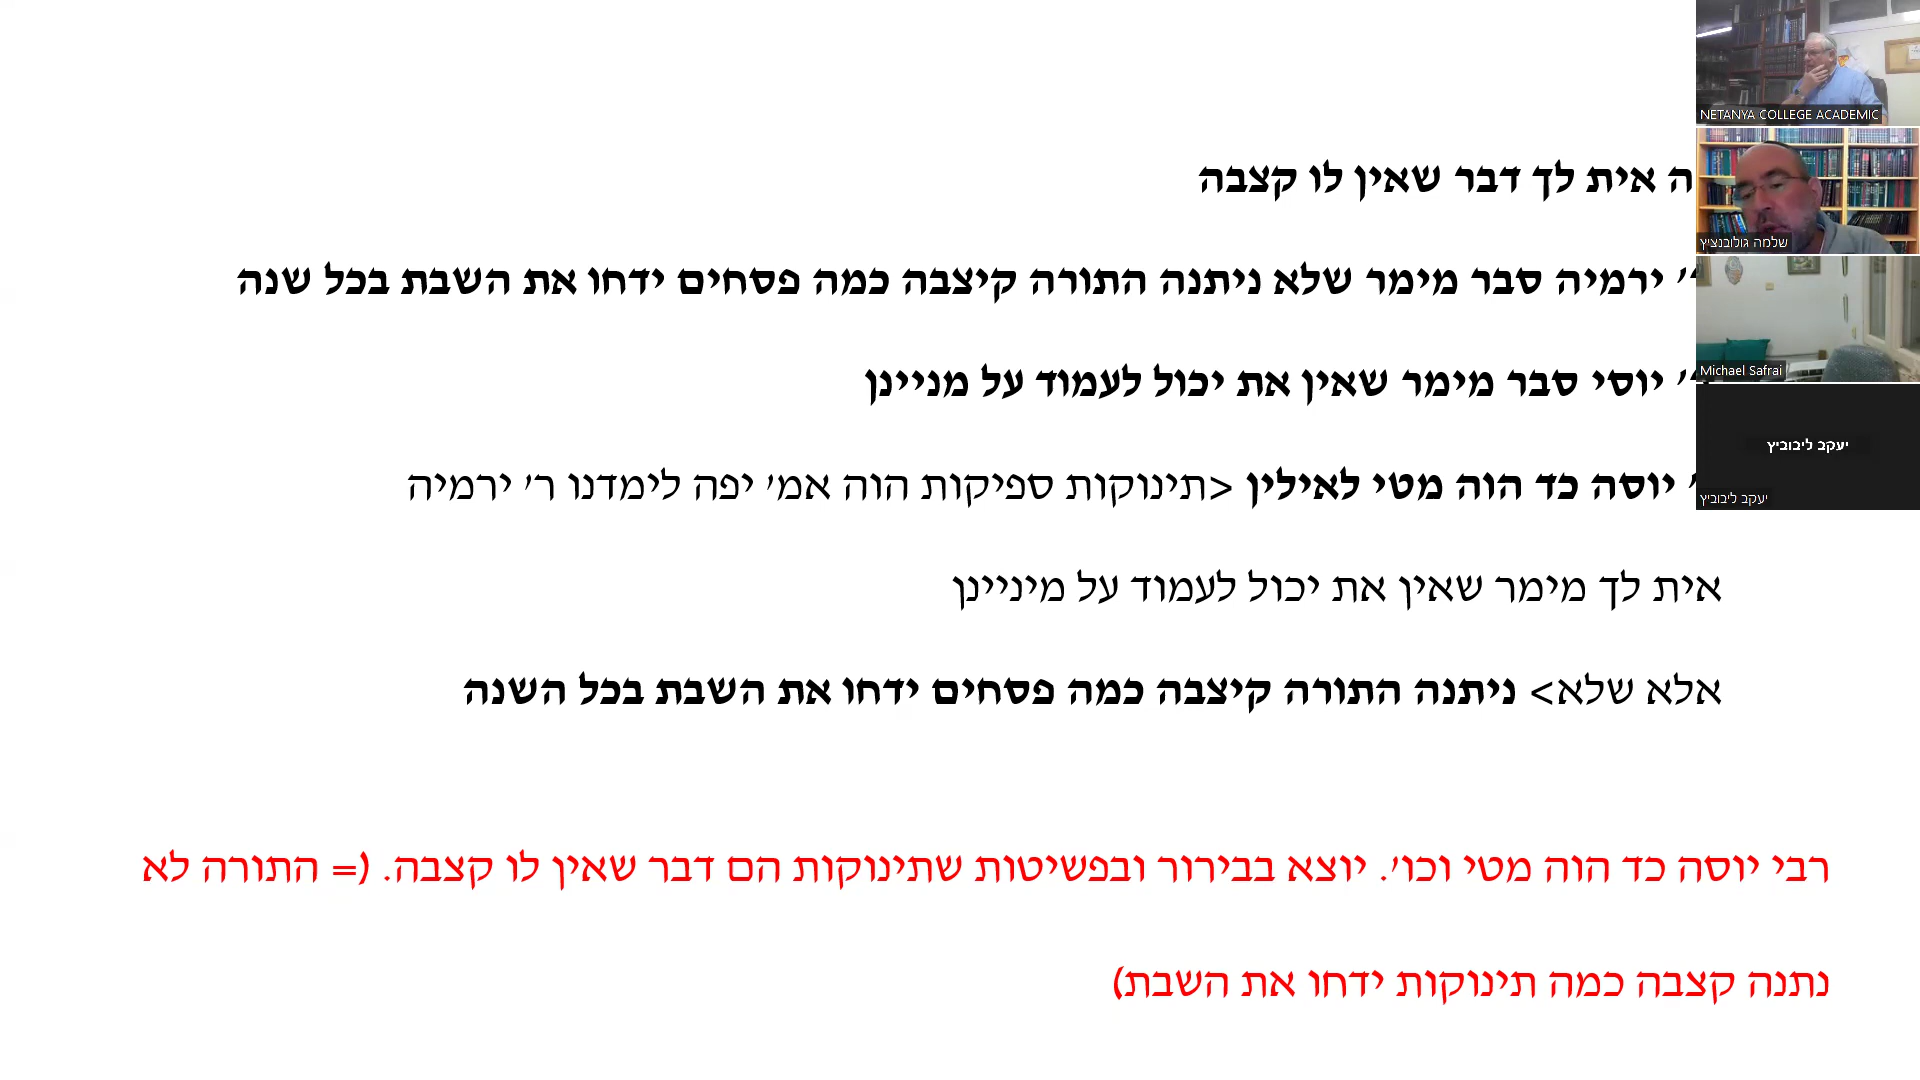 ה אית לך דבר שאין לו קצבה
ר׳ ירמיה סבר מימר שלא ניתנה התורה קיצבה כמה פסחים ידחו את השבת בכל שנה
ר׳ יוסי סבר מימר שאין את יכול לעמוד על מניינן
׳ יוסה כד הוה מטי לאילין <תינוקות ספיקות הוה אמ׳ יפה לימדנו ר׳ ירמיה
אית לך מימר שאין את יכול לעמוד על מיניינן
אלא שלא> ניתנה התורה קיצבה כמה פסחים ידחו את השבת בכל השנה
רבי יוסה כד הוה מטי וכו׳. יוצא בבירור ובפשיטות שתינוקות הם דבר שאין לו קצבה. (= התורה לא
נתנה קצבה כמה תינוקות ידחו את השבת)
NETANYA COLLEGE ACADEMIC
שלמה גולובנציץ
Michael Safrai
יעקב ליבוביץ
יעקב ליבוביץ